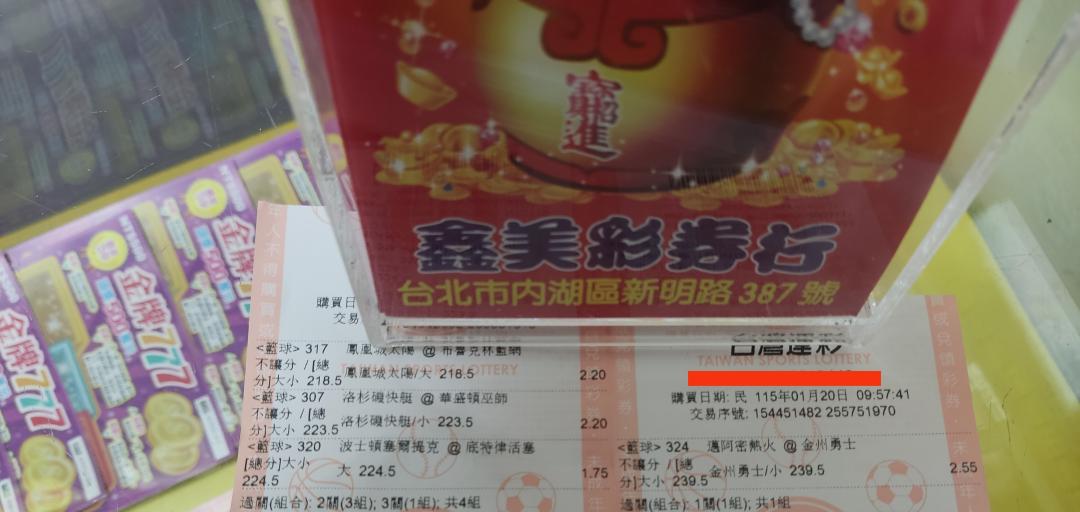 招財進寶
鑫美彩券行
台北市內湖區新明路 387 號
金牌777
金牌777
金牌777
購買日
交易
<籃球> 317 鳳凰城太陽 @ 布魯克林籃網
不讓分 / [總
分]大小 218.5
鳳凰城太陽/大 218.5
2.20
<籃球> 307 洛杉磯快艇 @ 華盛頓巫師
不讓分 / [總
分]大小 223.5
洛杉磯快艇/小 223.5
2.20
<籃球> 320 波士頓塞爾提克 @ 底特律活塞
[總分]大小
224.5
大 224.5
1.75
過關(組合): 2關(3組); 3關(1組); 共4組
台灣運彩
TAIWAN SPORTS LOTTERY
購買日期: 民 115年01月20日 09:57:41
交易序號: 154451482 255751970
<籃球> 324 邁阿密熱火 @ 金州勇士
不讓分 / [總
分]大小 239.5
金州勇士/小 239.5
2.55
過關(組合): 1關(1組); 共1組